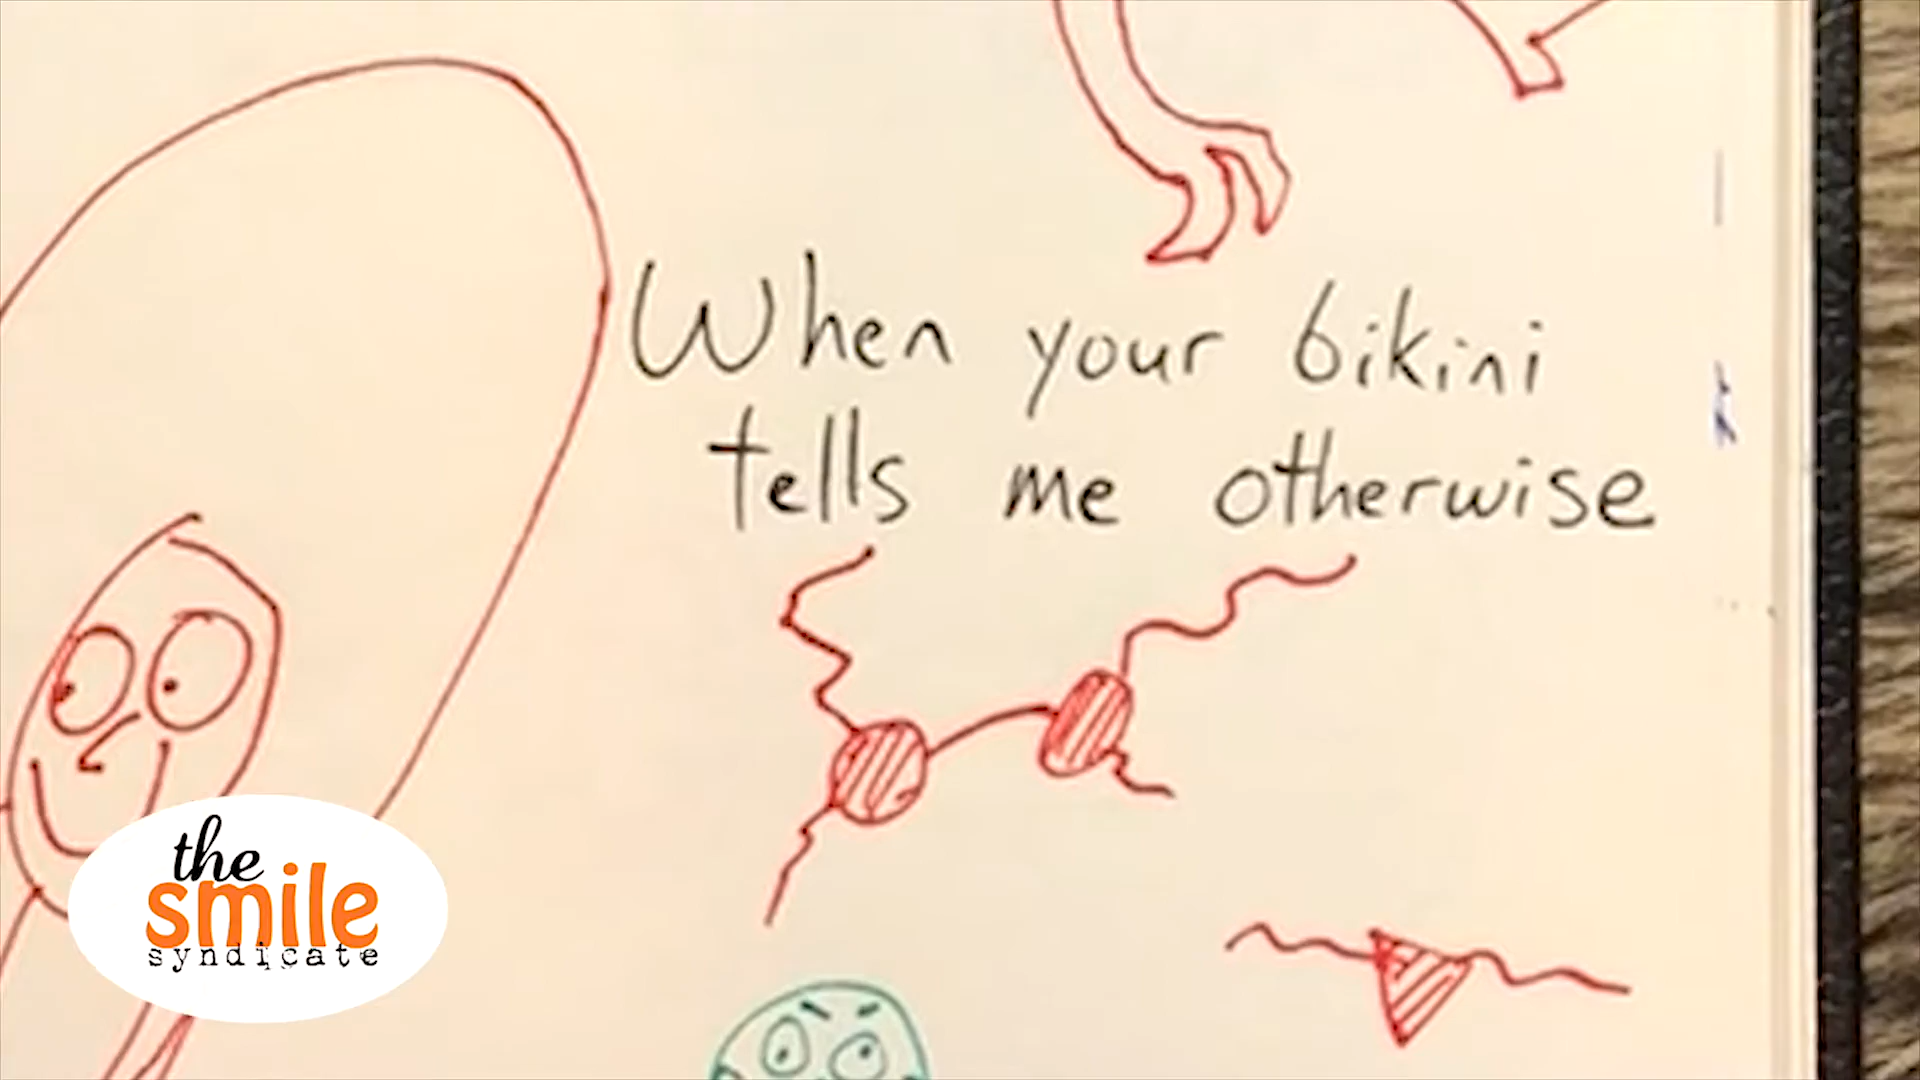 When your bikini
tells me otherwise
the
smile
syndicate